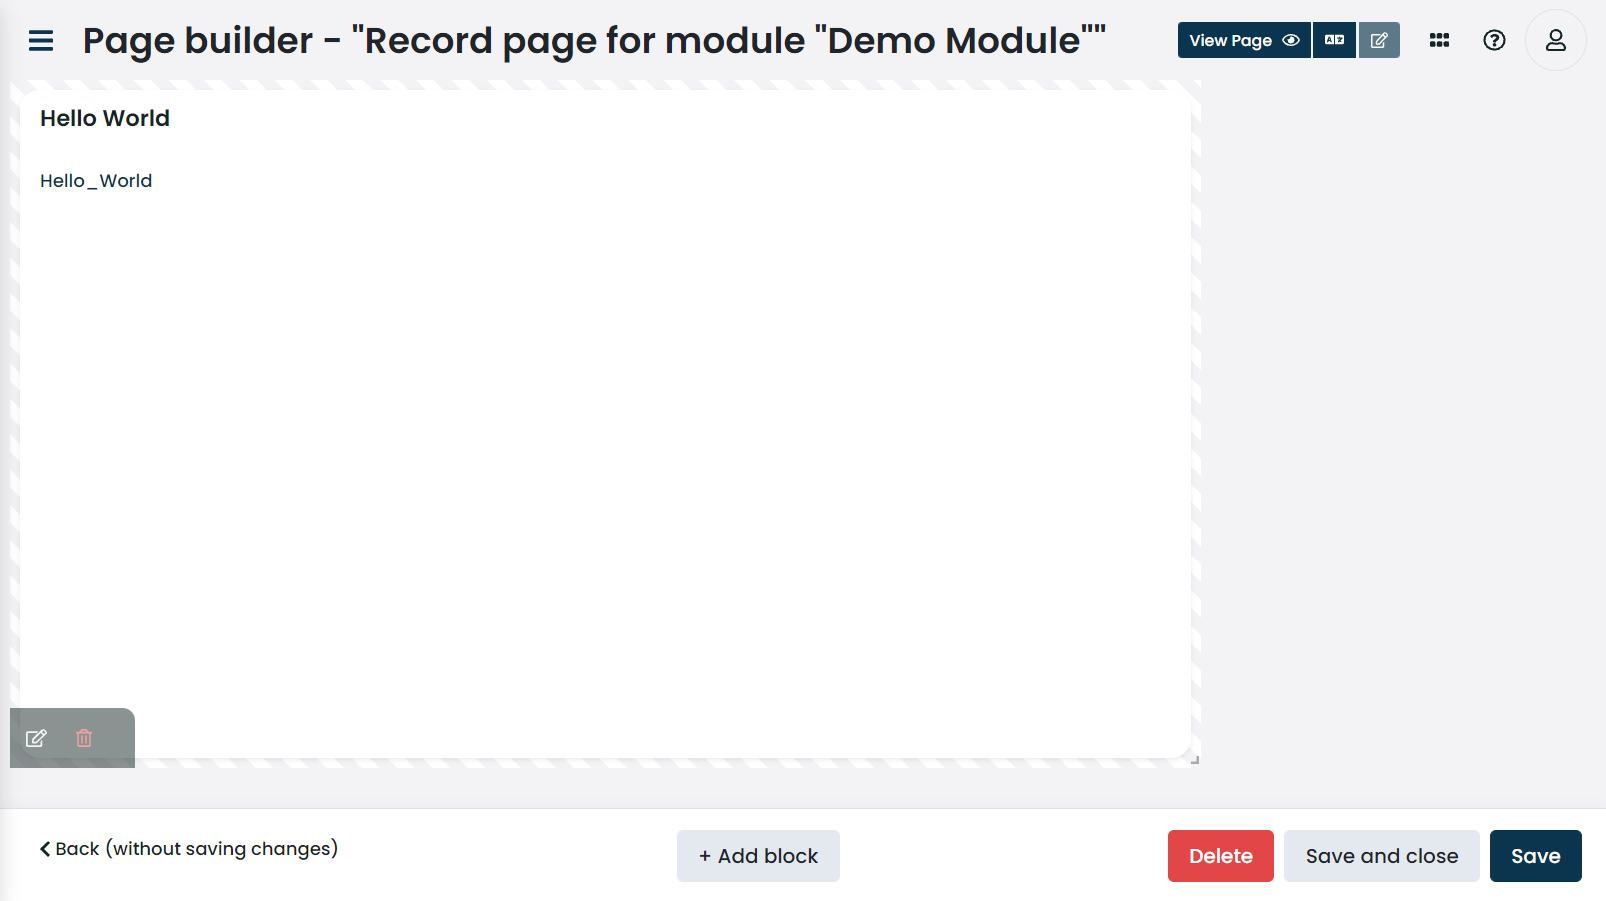 Page builder - "Record page for module "Demo Module""
View Page
Hello World
Hello_World
Back (without saving changes)
+ Add block
Delete
Save and close
Save